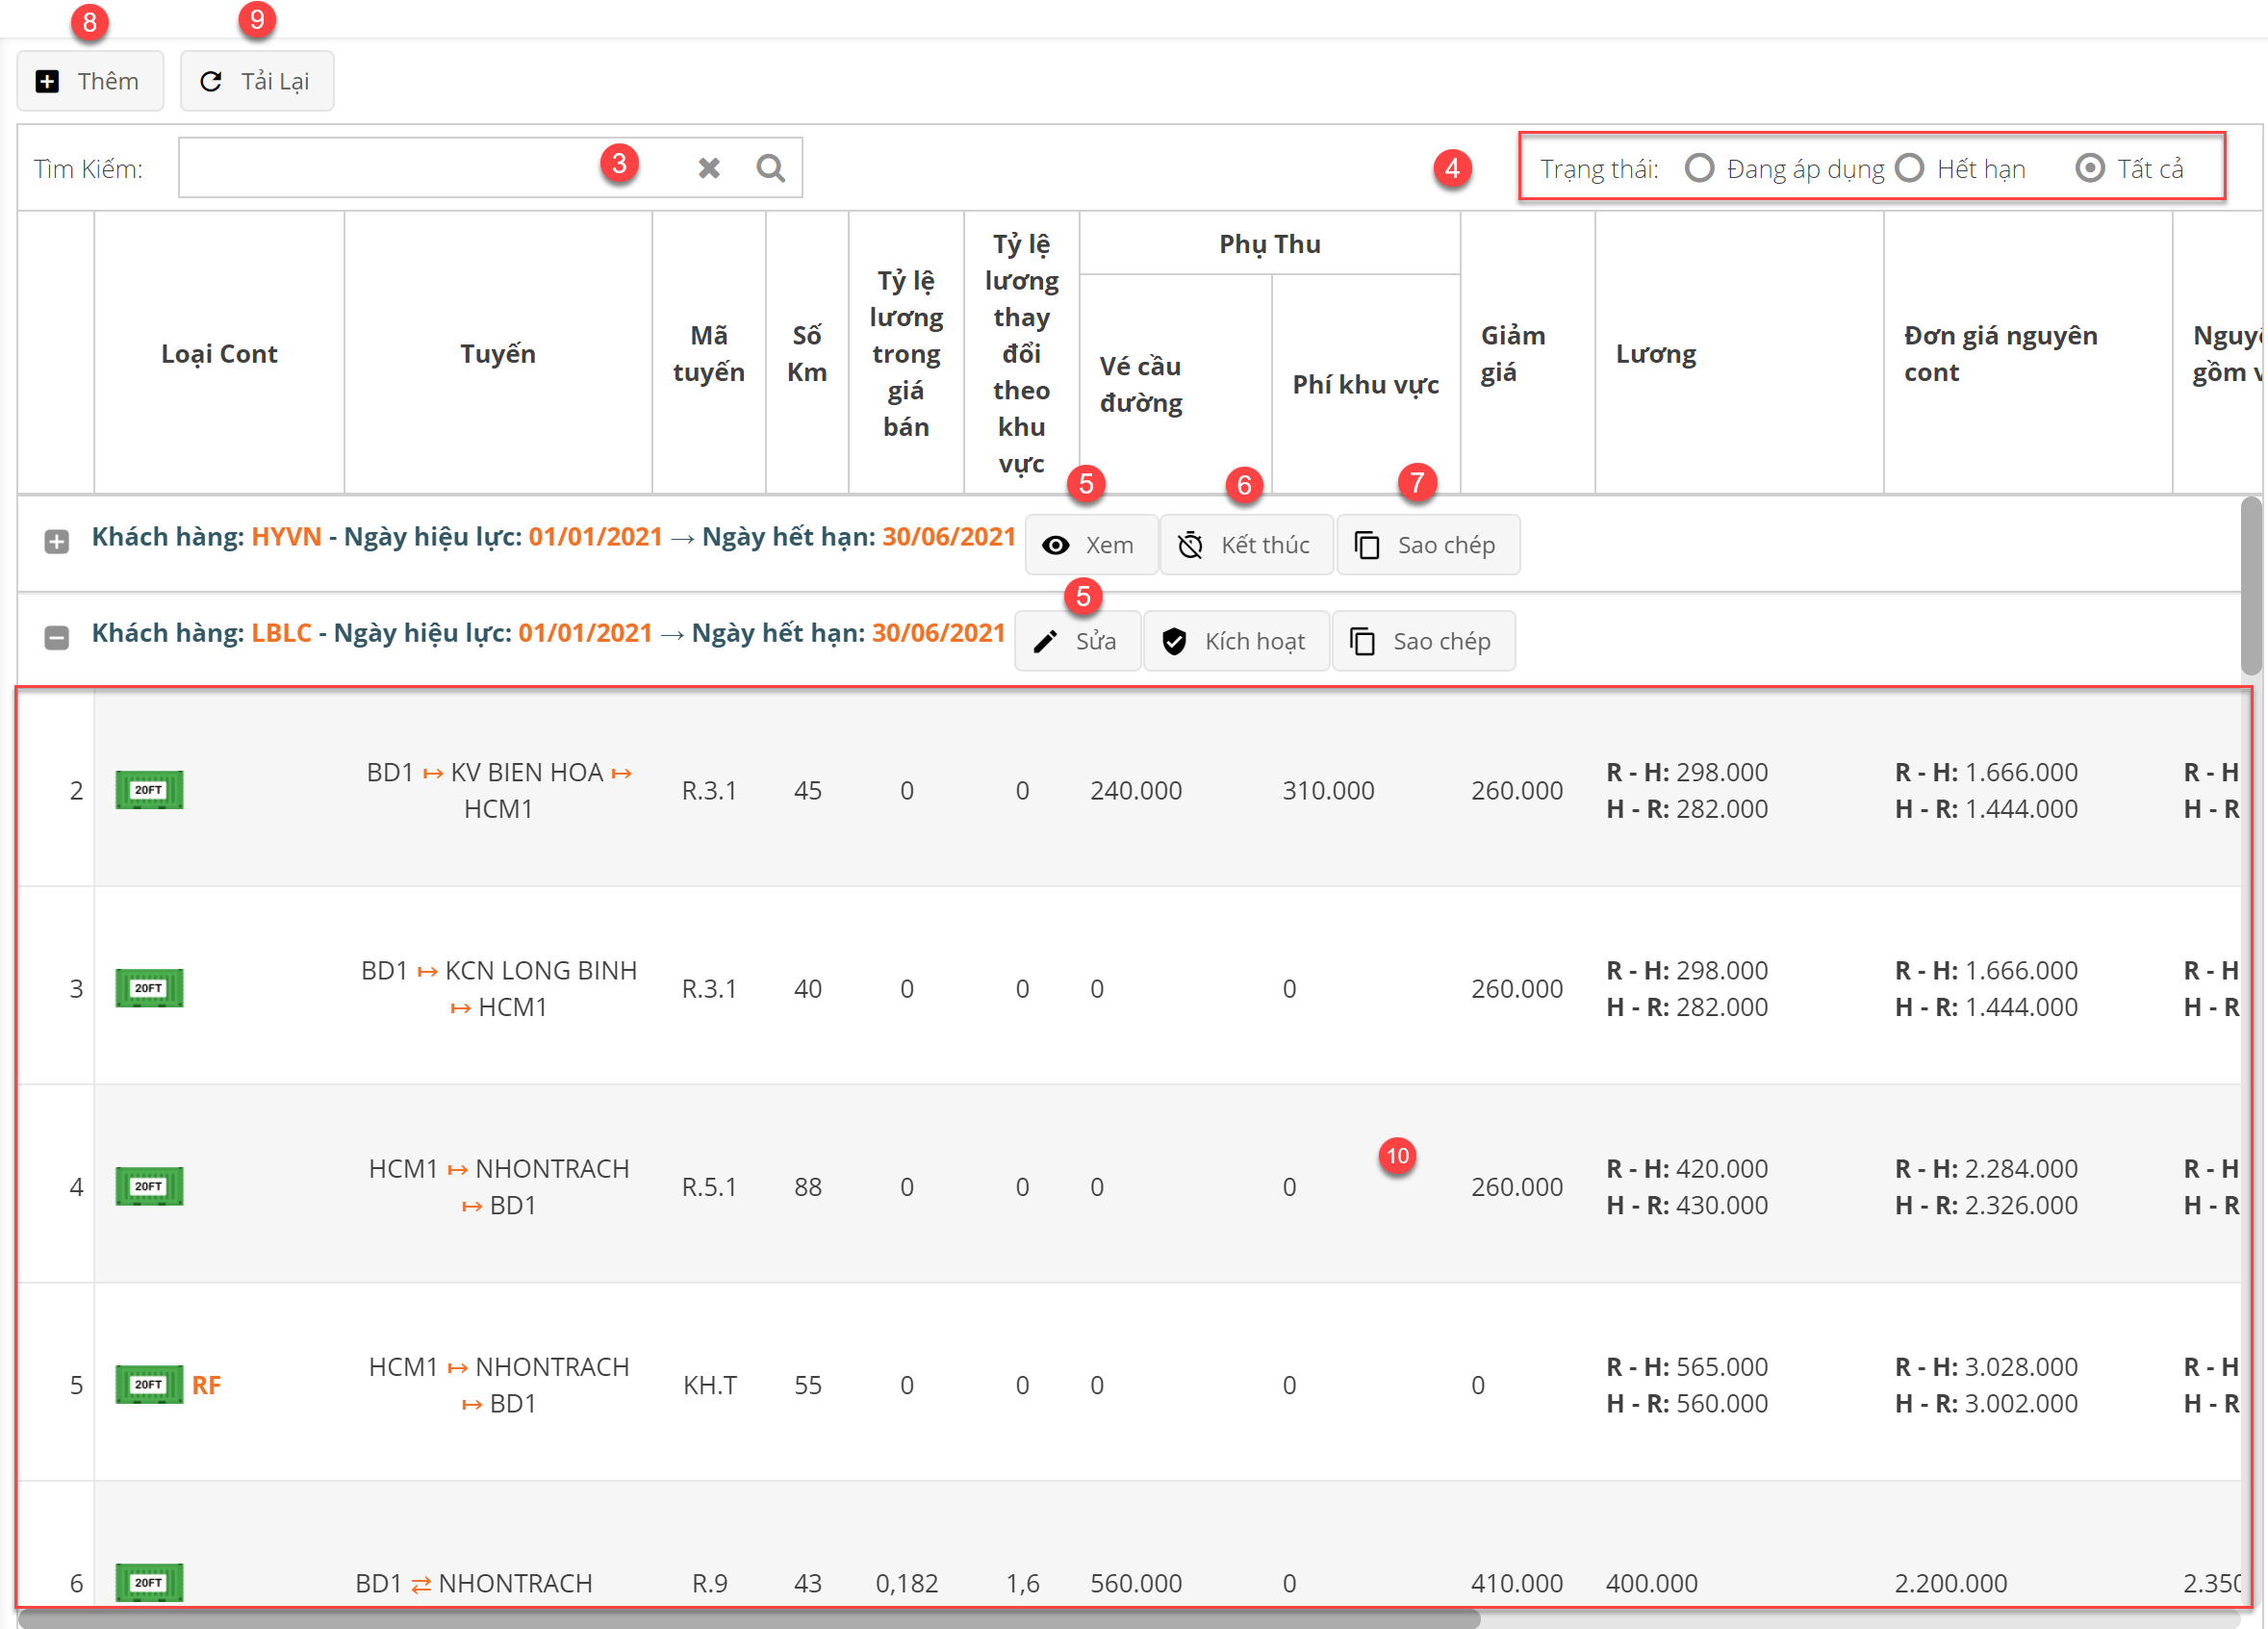 8
9
Thêm
Tải Lại
Tìm Kiếm:
3
4
Trạng thái:
Đang áp dụng
Hết hạn
Tất cả
Loại Cont
Tuyến
Mã
tuyến
Số
Km
Tỷ lệ
lương
trong
giá
bán
Tỷ lệ
lương
thay
đổi
theo
khu
vực
Phụ Thu
Vé cầu
đường
Phí khu vực
Giảm
giá
Lương
Đơn giá nguyên
cont
gồm
5
6
7
Khách hàng: HYVN - Ngày hiệu lực: 01/01/2021 → Ngày hết hạn: 30/06/2021
Xem
Kết thúc
Sao chép
5
Khách hàng: LBLC - Ngày hiệu lực: 01/01/2021 → Ngày hết hạn: 30/06/2021
Sửa
Kích hoạt
Sao chép
2
20FT
BD1 ↦ KV BIEN HOA ↦
HCM1
R.3.1
45
0
0
240.000
310.000
260.000
R - H: 298.000
H - R: 282.000
R - H: 1.666.000
H - R: 1.444.000
R - H
H - R
3
20FT
BD1 ↦ KCN LONG BINH
↦ HCM1
R.3.1
40
0
0
0
0
260.000
R - H: 298.000
H - R: 282.000
R - H: 1.666.000
H - R: 1.444.000
R - H
H - R
4
20FT
HCM1 ↦ NHONTRACH
↦ BD1
R.5.1
88
0
0
0
0
10
260.000
R - H: 420.000
H - R: 430.000
R - H: 2.284.000
H - R: 2.326.000
R - H
H - R
5
20FT
RF
HCM1 ↦ NHONTRACH
↦ BD1
KH.T
55
0
0
0
0
0
R - H: 565.000
H - R: 560.000
R - H: 3.028.000
H - R: 3.002.000
R - H
H - R
6
20FT
BD1 ⇄ NHONTRACH
R.9
43
0,182
1,6
560.000
0
410.000
400.000
2.200.000